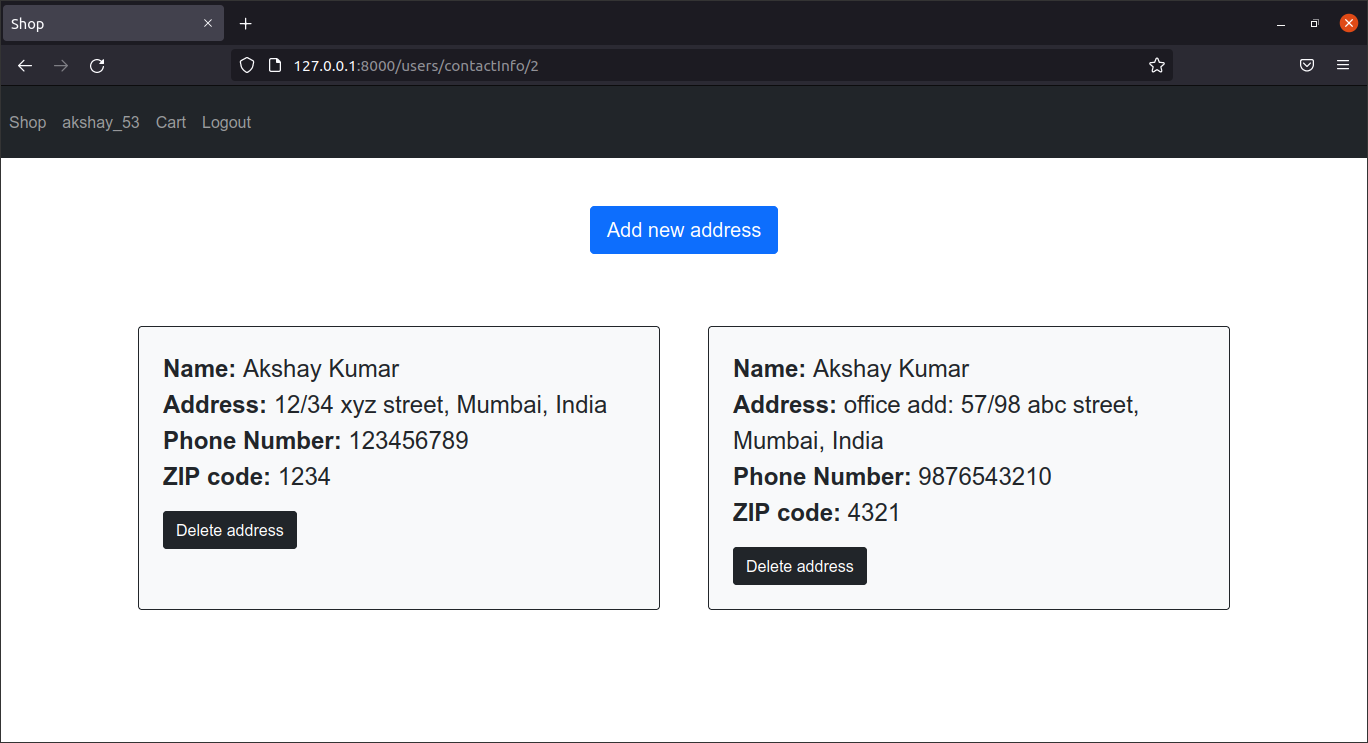 Shop
127.0.0.1:8000/users/contactInfo/2
Shop akshay_53 Cart Logout
Add new address
Name: Akshay Kumar
Address: 12/34 xyz street, Mumbai, India
Phone Number: 123456789
ZIP code: 1234
Delete address
Name: Akshay Kumar
Address: office add: 57/98 abc street,
Mumbai, India
Phone Number: 9876543210
ZIP code: 4321
Delete address